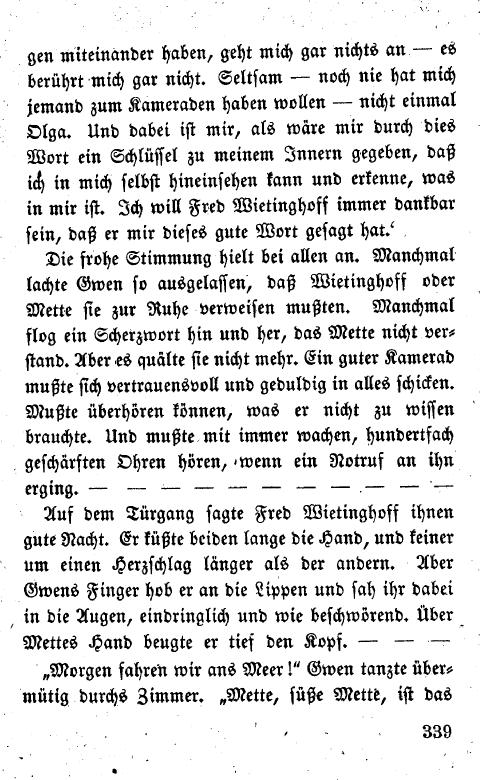 gen miteinander haben, geht mich gar nichts an — es
berührt mich gar nicht. Seltsam — noch nie hat mich
jemand zum Kameraden haben wollen — nicht einmal
Olga. Und dabei ist mir, als wäre mir durch dies
Wort ein Schlüssel zu meinem Innern gegeben, daß
ich in mich selbst hineinsehen kann und erkenne, was
in mir ist. Ich will Fred Wietinghoff immer dankbar
sein, daß er mir dieses gute Wort gesagt hat.‘
Die frohe Stimmung hielt bei allen an. Manchmal
lachte Gwen so ausgelassen, daß Wietinghoff oder
Mette sie zur Ruhe verweisen mußten. Manchmal
flog ein Scherzwort hin und her, das Mette nicht ver-
stand. Aber es quälte sie nicht mehr. Ein guter Kamerad
mußte sich vertrauensvoll und geduldig in alles schicken.
Mußte überhören können, was er nicht zu wissen
brauchte. Und mußte mit immer wachen, hundertfach
geschärften Ohren hören, wenn ein Notruf an ihn
erging. — — — — — — — — — — — — —
Auf dem Türgang sagte Fred Wietinghoff ihnen
gute Nacht. Er küßte beiden lange die Hand, und keiner
um einen Herzschlag länger als der andern. Aber
Gwens Finger hob er an die Lippen und sah ihr dabei
in die Augen, eindringlich und wie beschwörend. Über
Mettes Hand beugte er tief den Kopf. — — —
„Morgen fahren wir ans Meer!“ Gwen tanzte über-
mütig durchs Zimmer. „Mette, süße Mette, ist das
339